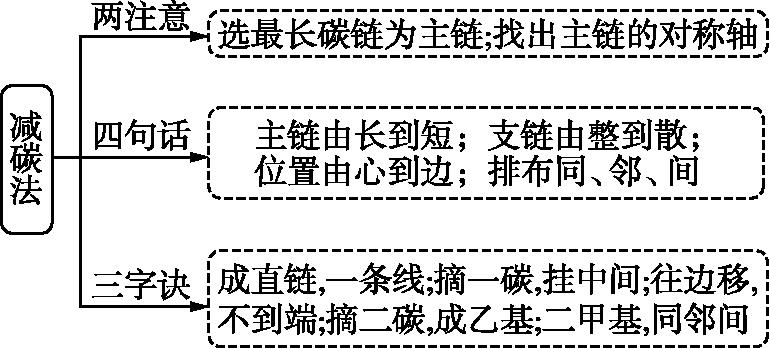 减碳法
两注意
选最长碳链为主链;找出主链的对称轴
四句话
主链由长到短；支链由整到散；
位置由心到边；排布同、邻、间
三字诀
成直链,一条线;摘一碳,挂中间;往边移,
不到端;摘二碳,成乙基;二甲基,同邻间